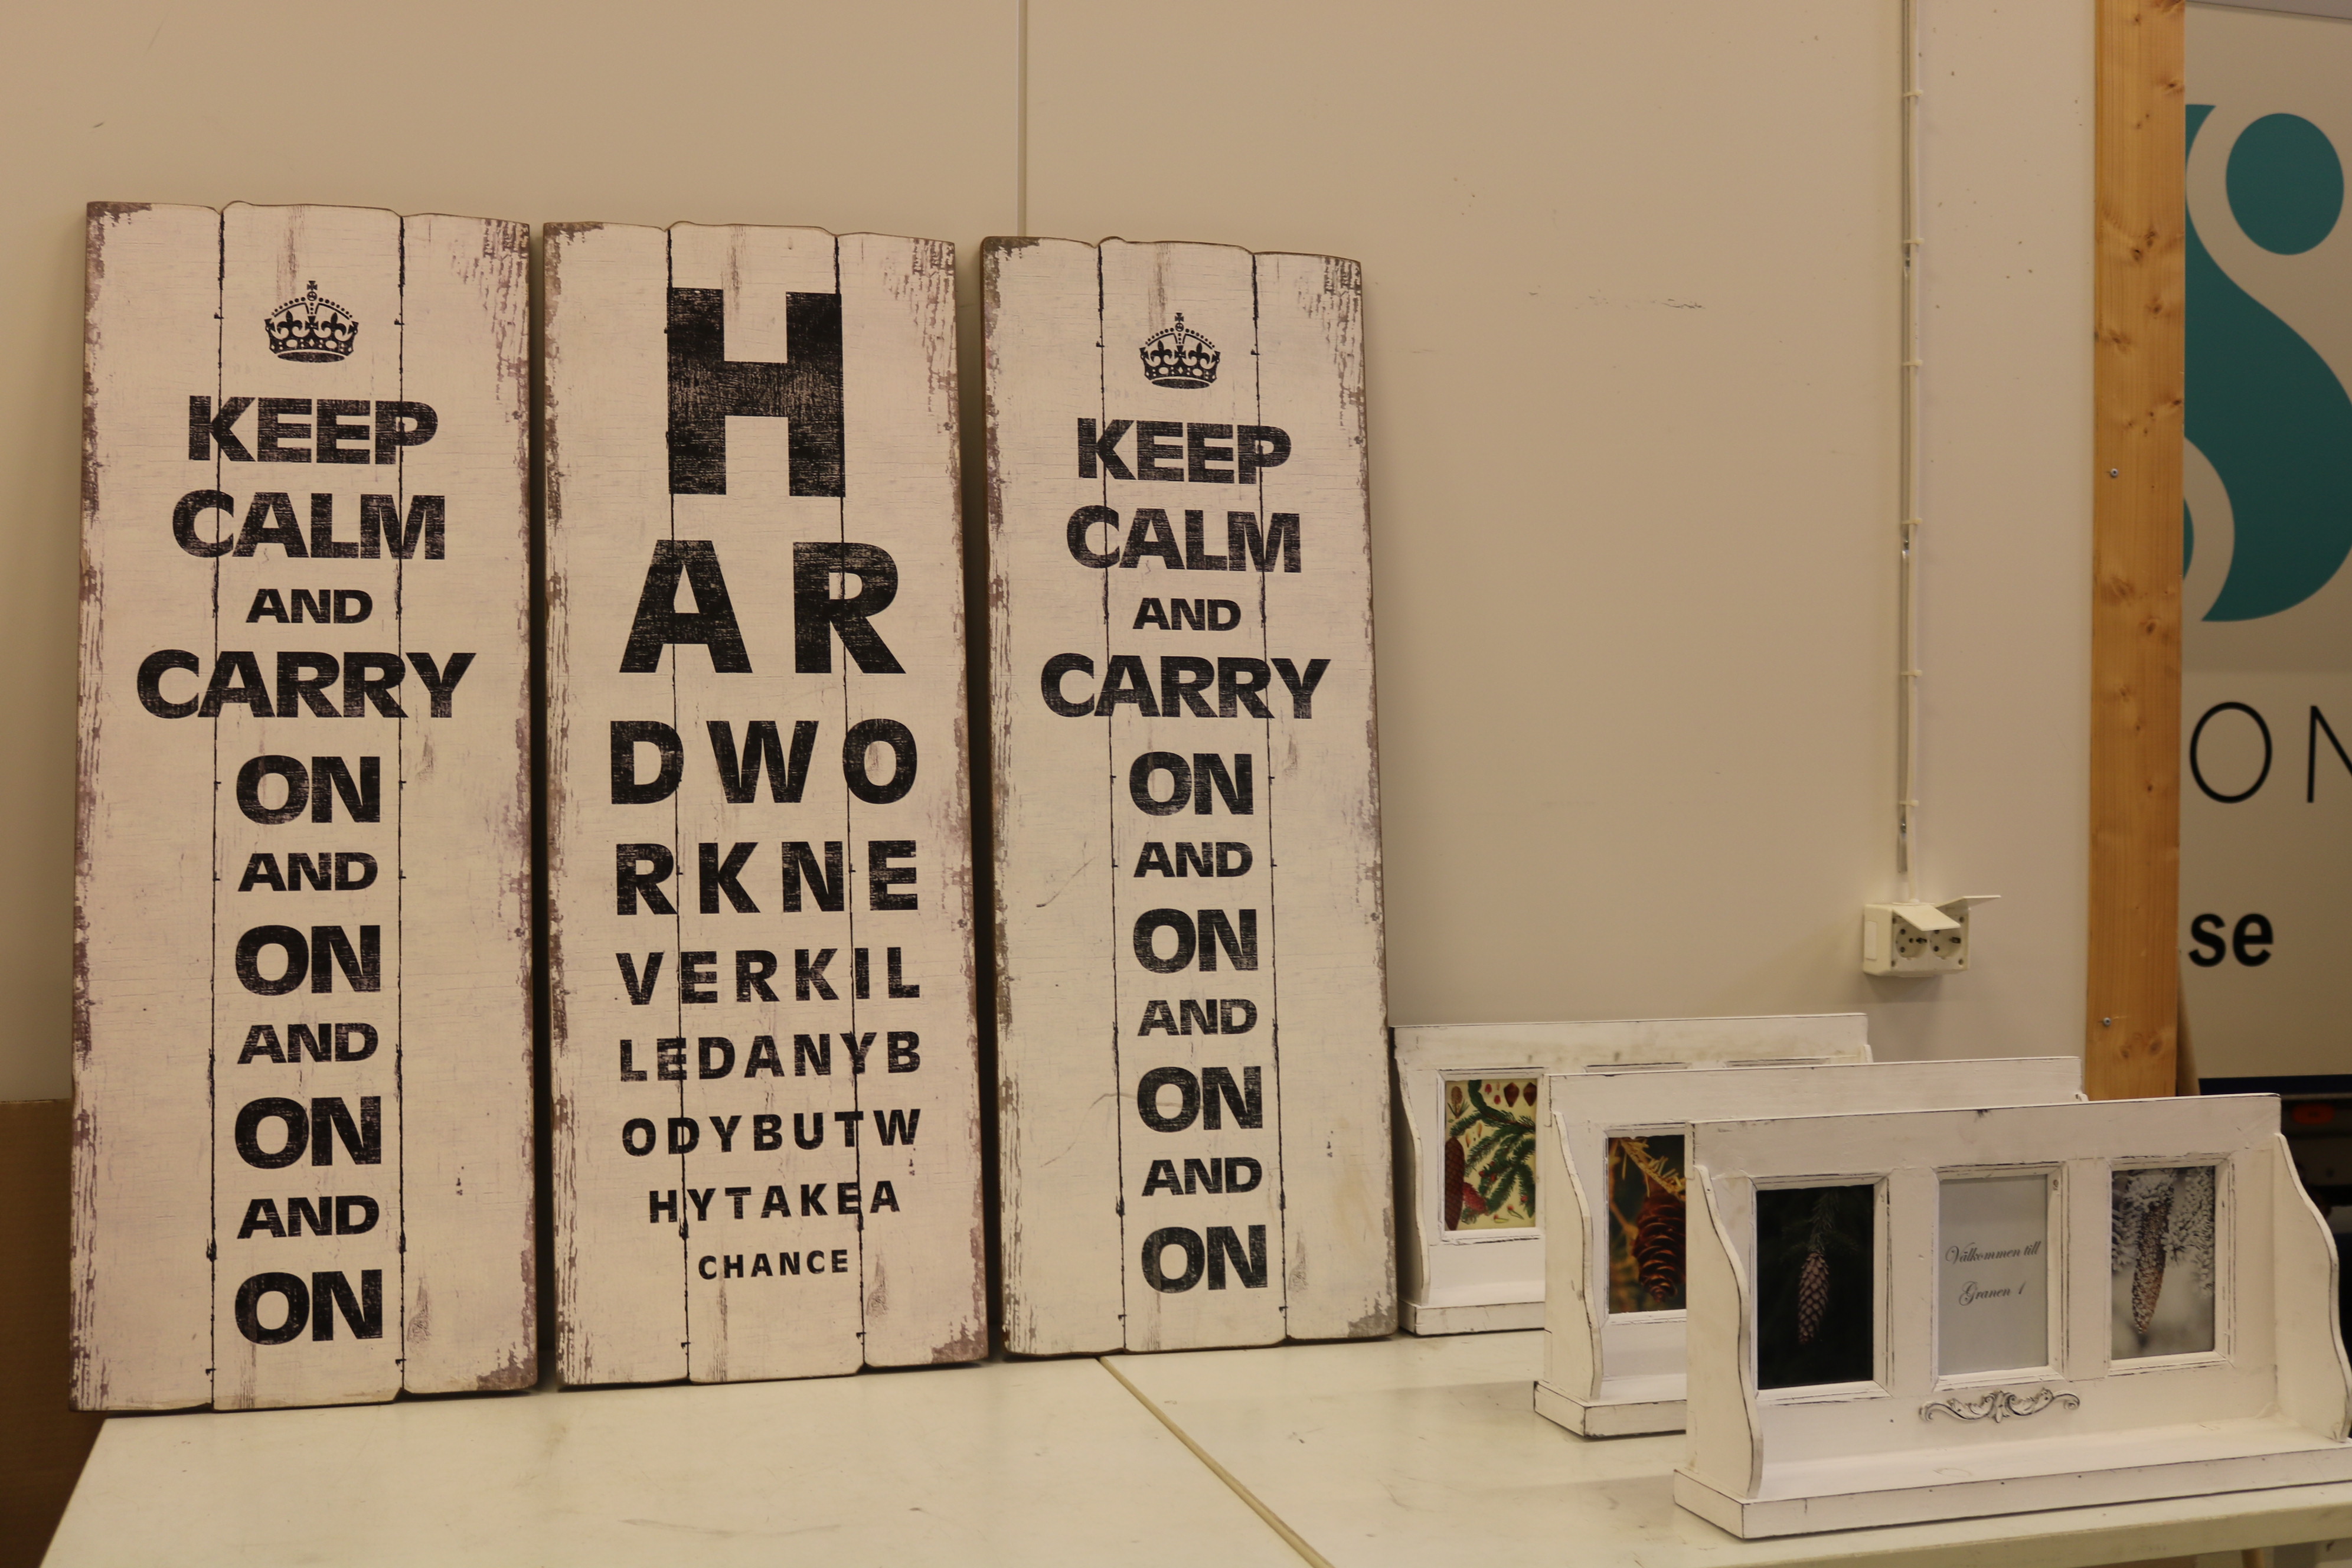 KEEP
CALM
AND
CARRY
ON
AND
ON
AND
ON
AND
ON
H
AR
DWO
RKNE
VERKIL
LEDANYB
ODYBUTW
HYTAKEA
CHANCE
KEEP
CALM
AND
CARRY
ON
AND
ON
AND
ON
AND
ON
Välkommen till
Granen 1
ON
se